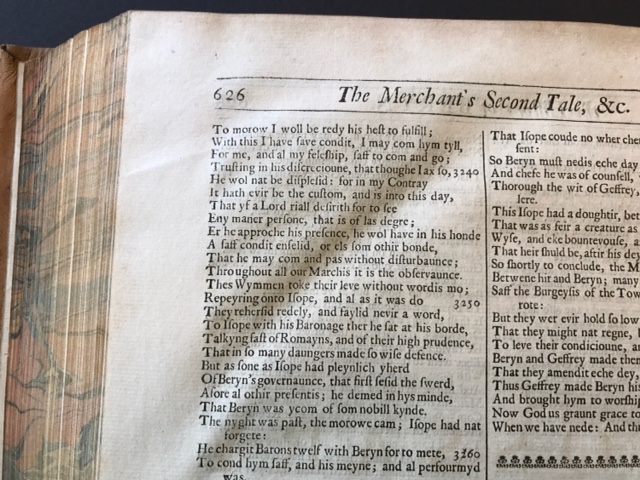 626
The Merchant's Second Tale, &c.
To morow I woll be redy his hest to fulfill;
With this I have save condit, I may com hym tyll,
For me, and al my feleship, saff to com and go;
Trusting in his discrecioune, that thoughe I ax so, 3240
He wol nat be displesid: for in my Contray
It hath evir be the custom, and is into this day,
That yf a Lord riall desirith for to see
Eny maner persone, that is of las degre;
Er he approche his presence, he wol have in his honde
A saff condit enselid, or els som othir bonde,
That he may com and pas without disturbaunce;
Throughout all our Marchis it is the observaunce.
Thes Wymmen toke their leve without wordis mo;
Repeyring onto Isope, and al as it was do 3250
They rehersid redely, and faylid nevir a word,
To Isope with his Baronage ther he sat at his borde,
Talkyng fast of Romayns, and of their high prudence,
That in so many daungers made so wise defence.
But as sone as Isope had pleynlich yherd
Of Beryn's governaunce, that first sesid the swerd,
Afore al othir presentis; he demed in hys minde,
That Beryn was ycom of som nobill kynde.
The nyght was past, the morowe cam; Isope had nat
forgete:
He chargit Barons twelf with Beryn for to mete, 3260
To cond hym saff, and his meyne; and al perfourmyd
was.
That Isope coude no wher
sent:
So Beryn must nedis eche day
And chefe he was of counsell,
Thorough the wit of Geffrey,
lere.
This Isope had a doughtir,
That was as feir a creature as
Wyse, and eke bountevouse,
That heir shuld be, aftir his
So shortly to conclude, the
Betwene hir and Beryn; many
Saff the Burgeysis of the
rote:
But they wer evir hold so
That they might nat regne,
To leve their condicioune,
Beryn and Geffrey made
That they amendit eche dey,
Thus Geffrey made Beryn his
And brought hym to worship
Now God us graunt grace
When we have nede: And